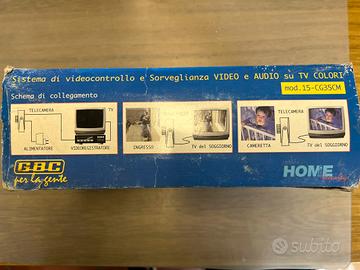 Sistema di videocontrollo e Sorveglianza VIDEO e AUDIO su TV COLORI
mod.15-CG35CM
Schema di collegamento
TELECAMERA
TV
ALIMENTATORE
VIDEOREGISTRATORE
TELECAMERA
INGRESSO
TV del SOGGIORNO
TELECAMERA
CAMERETTA
TV del SOGGIORNO
GBC
per la gente
HOME
subito